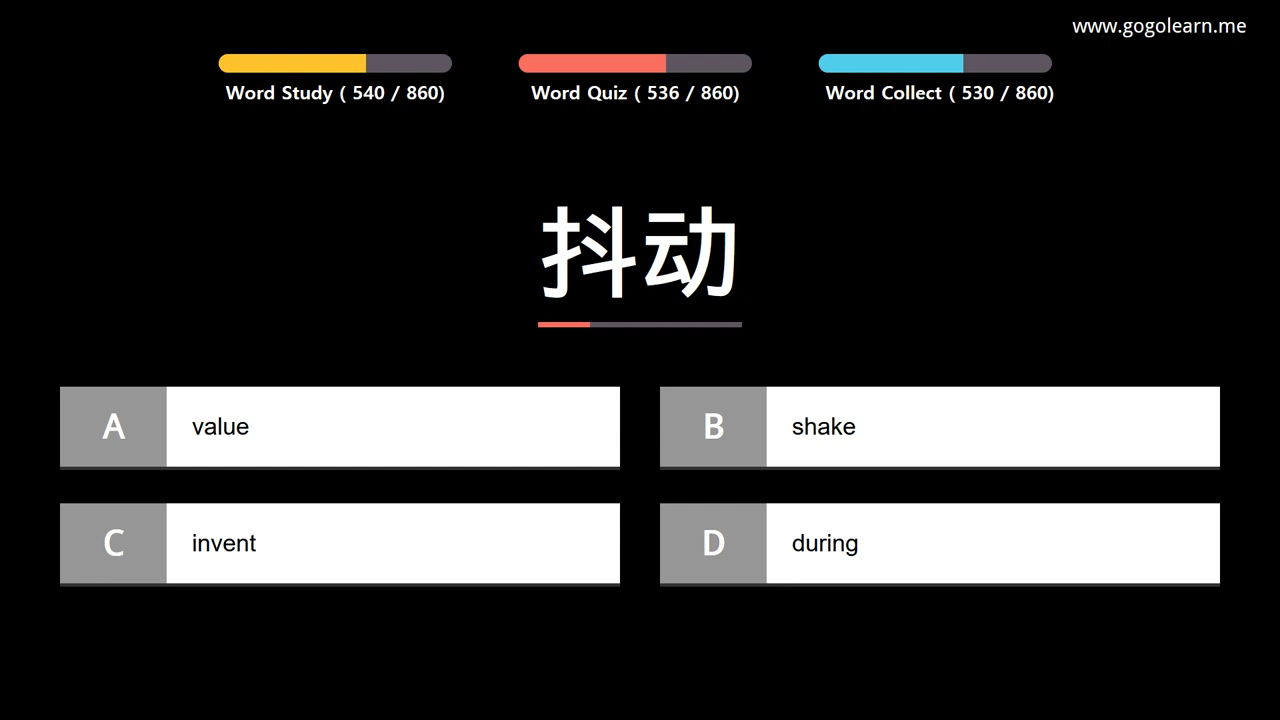 www.gogolearn.me
Word Study ( 540 / 860)
Word Quiz ( 536 / 860)
Word Collect ( 530 / 860)
抖动
A value
B shake
C invent
D during